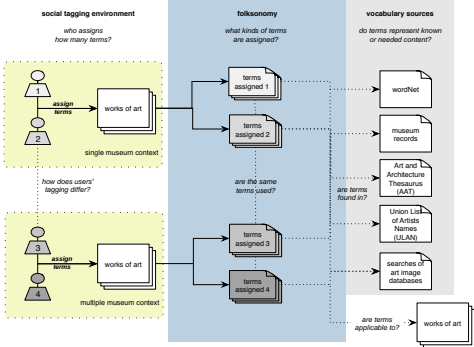 social tagging environment
folksonomy
vocabulary sources
who assigns
how many terms?
what kinds of terms
are assigned?
do terms represent known
or needed content?
1
assign
terms
2
works of art
single museum context
terms
assigned 1
terms
assigned 2
wordNet
museum
records
Art and
Architecture
Thesaurus
(AAT)
how does users'
tagging differ?
are the same
terms used?
are terms
found in?
Union List
of Artists
Names
(ULAN)
3
assign
terms
4
works of art
multiple museum context
terms
assigned 3
terms
assigned 4
searches of
art image
databases
are terms
applicable to?
works of art